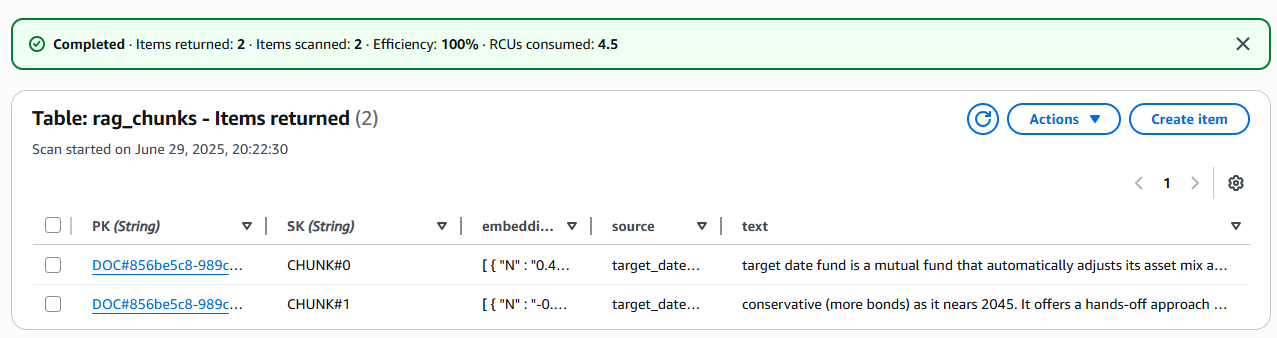 Completed · Items returned: 2 · Items scanned: 2 · Efficiency: 100% · RCUs consumed: 4.5
Table: rag_chunks - Items returned (2)
Actions
Create item
Scan started on June 29, 2025, 20:22:30
1
PK (String) SK (String) embeddi... source text
DOC#856be5c8-989c... CHUNK#0 [ { "N" : "0.4... target_date... target date fund is a mutual fund that automatically adjusts its asset mix a...
DOC#856be5c8-989c... CHUNK#1 [ { "N" : "-0.... target_date... conservative (more bonds) as it nears 2045. It offers a hands-off approach ...